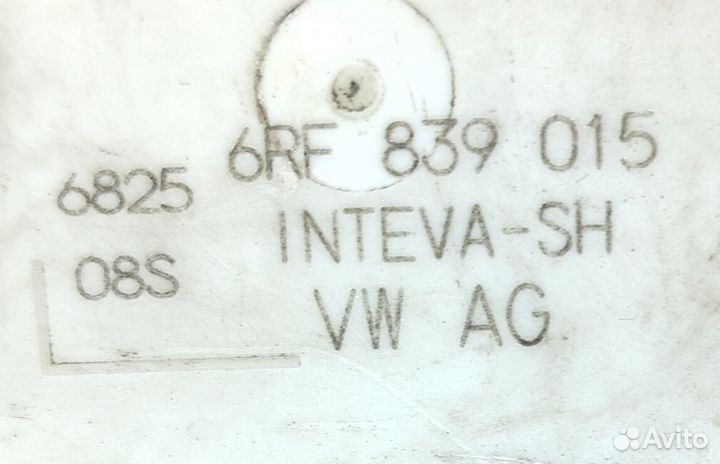 6RF 839 015
6825
INTEVA-SH
08S
VW AG
Avito